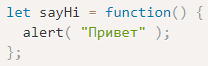 let sayHi = function() {
  alert( "Привет" );
};